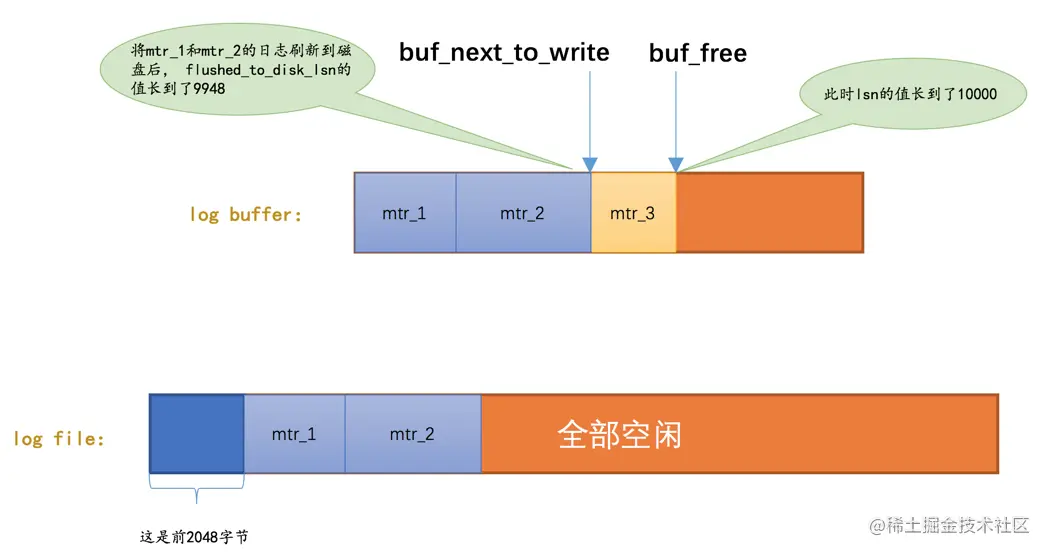 将mtr_1和mtr_2的日志刷新到磁
盘后, flushed_to_disk_lsn的
值长到了9948
buf_next_to_write
buf_free
此时lsn的值长到了10000
log buffer:
mtr_1
mtr_2
mtr_3
log file:
mtr_1
mtr_2
全部空闲
这是前2048字节
@稀土掘金技术社区